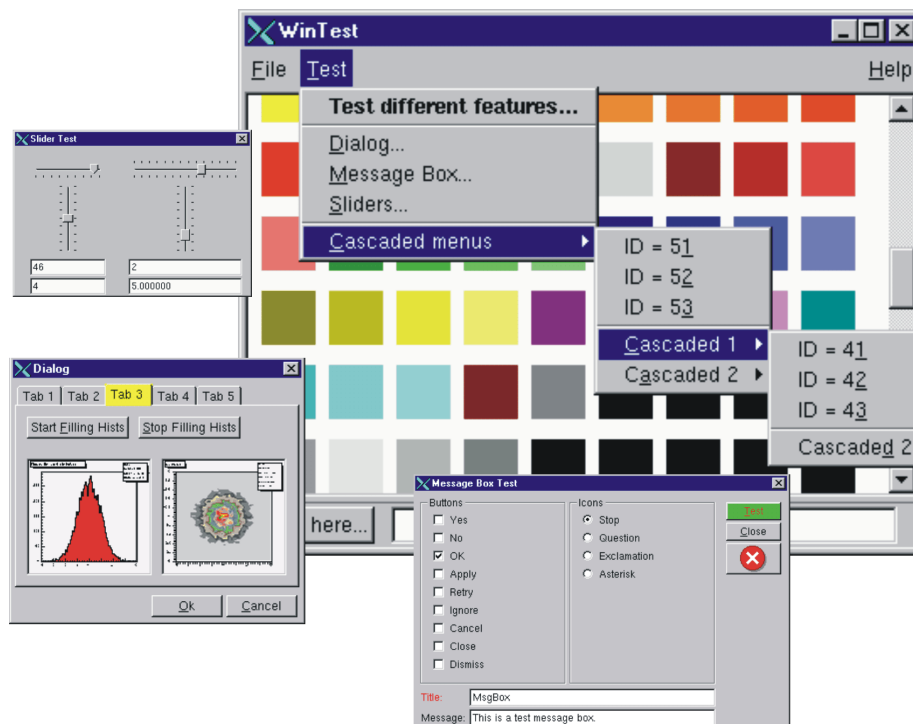 WinTest
File Test Help
Test different features...
Dialog...
Message Box...
Sliders...
Cascaded menus
ID = 51
ID = 52
ID = 53
Cascaded 1
Cascaded 2
ID = 41
ID = 42
ID = 43
Cascaded 2
here...
Slider Test
46 2
4 5.000000
Dialog
Tab 1 Tab 2 Tab 3 Tab 4 Tab 5
Start Filling Hists Stop Filling Hists
Ok Cancel
Message Box Test
Buttons
Yes
No
OK
Apply
Retry
Ignore
Cancel
Close
Dismiss
Icons
Stop
Question
Exclamation
Asterisk
Test
Close
Title: MsgBox
Message: This is a test message box.